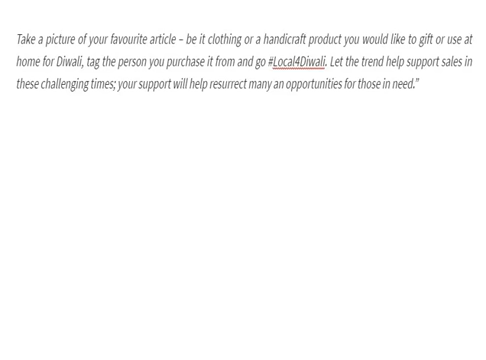 Take a picture of your favourite article – be it clothing or a handicraft product you would like to gift or use at
home for Diwali, tag the person you purchase it from and go #Local4Diwali. Let the trend help support sales in
these challenging times; your support will help resurrect many an opportunities for those in need.”